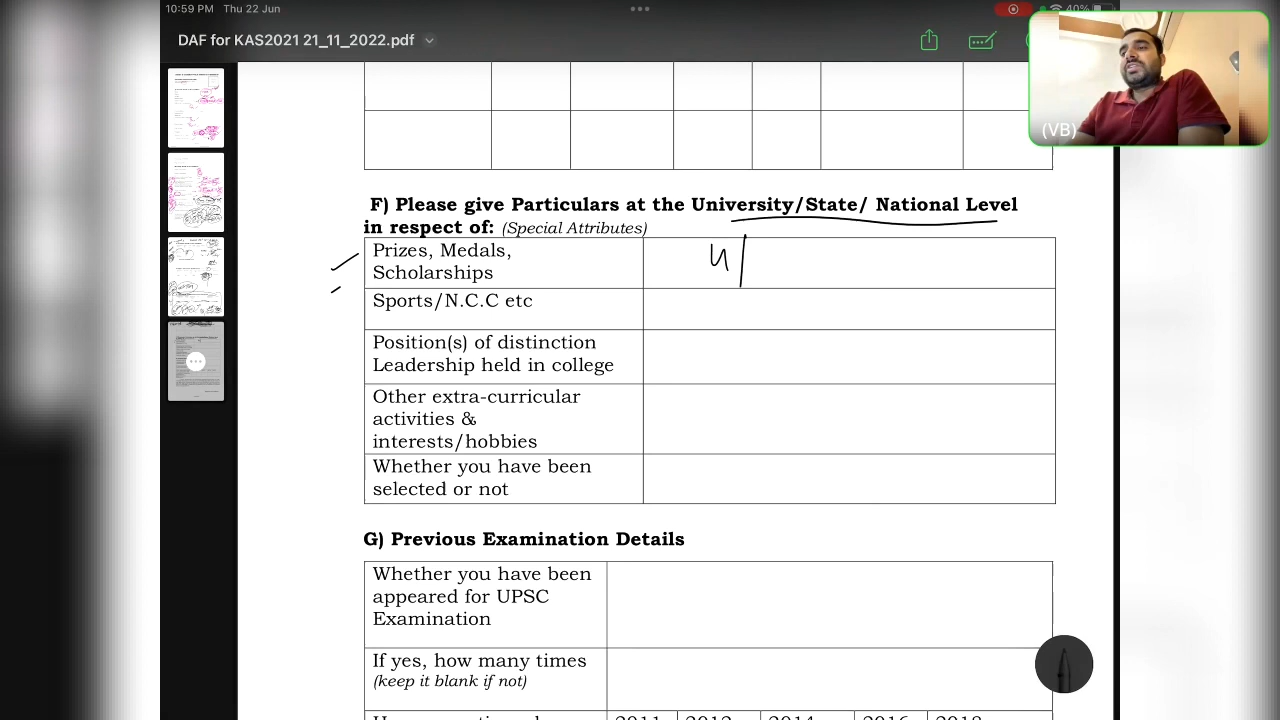 10:59 PM Thu 22 Jun
40%
DAF for KAS2021 21_11_2022.pdf
(VB)
F) Please give Particulars at the University/State/ National Level
in respect of: (Special Attributes)
Prizes, Medals,
Scholarships
Sports/N.C.C etc
Position(s) of distinction
Leadership held in college
Other extra-curricular
activities &
interests/hobbies
Whether you have been
selected or not
G) Previous Examination Details
Whether you have been
appeared for UPSC
Examination
If yes, how many times
(keep it blank if not)